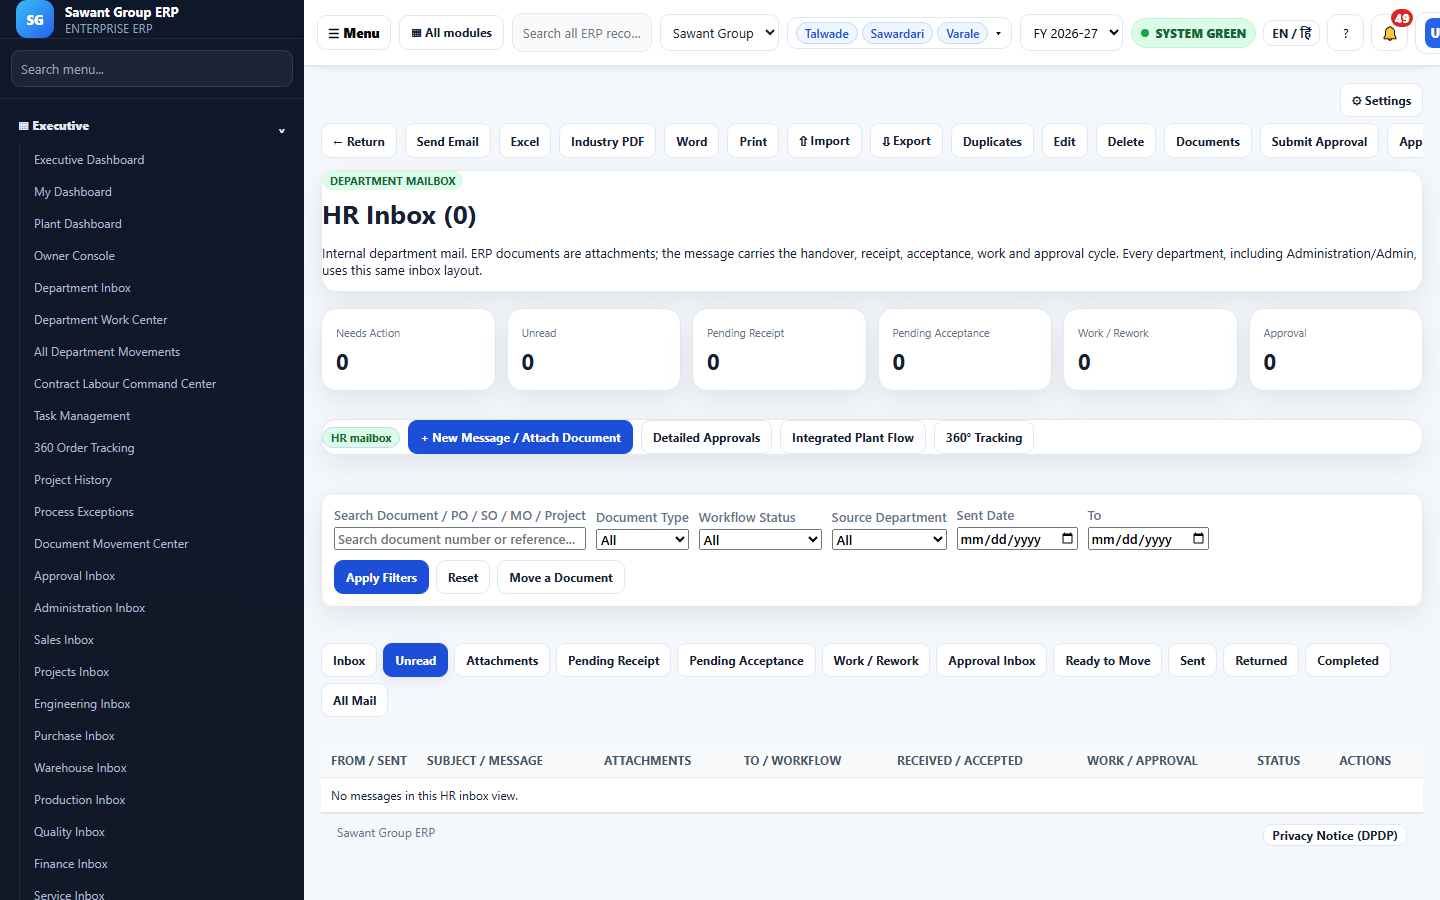 SG
Sawant Group ERP
ENTERPRISE ERP
Search menu...
Executive
Executive Dashboard
My Dashboard
Plant Dashboard
Owner Console
Department Inbox
Department Work Center
All Department Movements
Contract Labour Command Center
Task Management
360 Order Tracking
Project History
Process Exceptions
Document Movement Center
Approval Inbox
Administration Inbox
Sales Inbox
Projects Inbox
Engineering Inbox
Purchase Inbox
Warehouse Inbox
Production Inbox
Quality Inbox
Finance Inbox
Service Inbox
☰ Menu
All modules
Search all ERP reco...
Sawant Group
Talwade Sawardari Varale
FY 2026-27
SYSTEM GREEN
EN / हिं
?
49
U
⚙ Settings
← Return
Send Email
Excel
Industry PDF
Word
Print
⇧ Import
⇩ Export
Duplicates
Edit
Delete
Documents
Submit Approval
App
DEPARTMENT MAILBOX
HR Inbox (0)
Internal department mail. ERP documents are attachments; the message carries the handover, receipt, acceptance, work and approval cycle. Every department, including Administration/Admin,
uses this same inbox layout.
Needs Action
0
Unread
0
Pending Receipt
0
Pending Acceptance
0
Work / Rework
0
Approval
0
HR mailbox
+ New Message / Attach Document
Detailed Approvals
Integrated Plant Flow
360° Tracking
Search Document / PO / SO / MO / Project
Search document number or reference...
Document Type
All
Workflow Status
All
Source Department
All
Sent Date
mm/dd/yyyy
To
mm/dd/yyyy
Apply Filters
Reset
Move a Document
Inbox
Unread
Attachments
Pending Receipt
Pending Acceptance
Work / Rework
Approval Inbox
Ready to Move
Sent
Returned
Completed
All Mail
FROM / SENT SUBJECT / MESSAGE ATTACHMENTS TO / WORKFLOW RECEIVED / ACCEPTED WORK / APPROVAL STATUS ACTIONS
No messages in this HR inbox view.
Sawant Group ERP
Privacy Notice (DPDP)